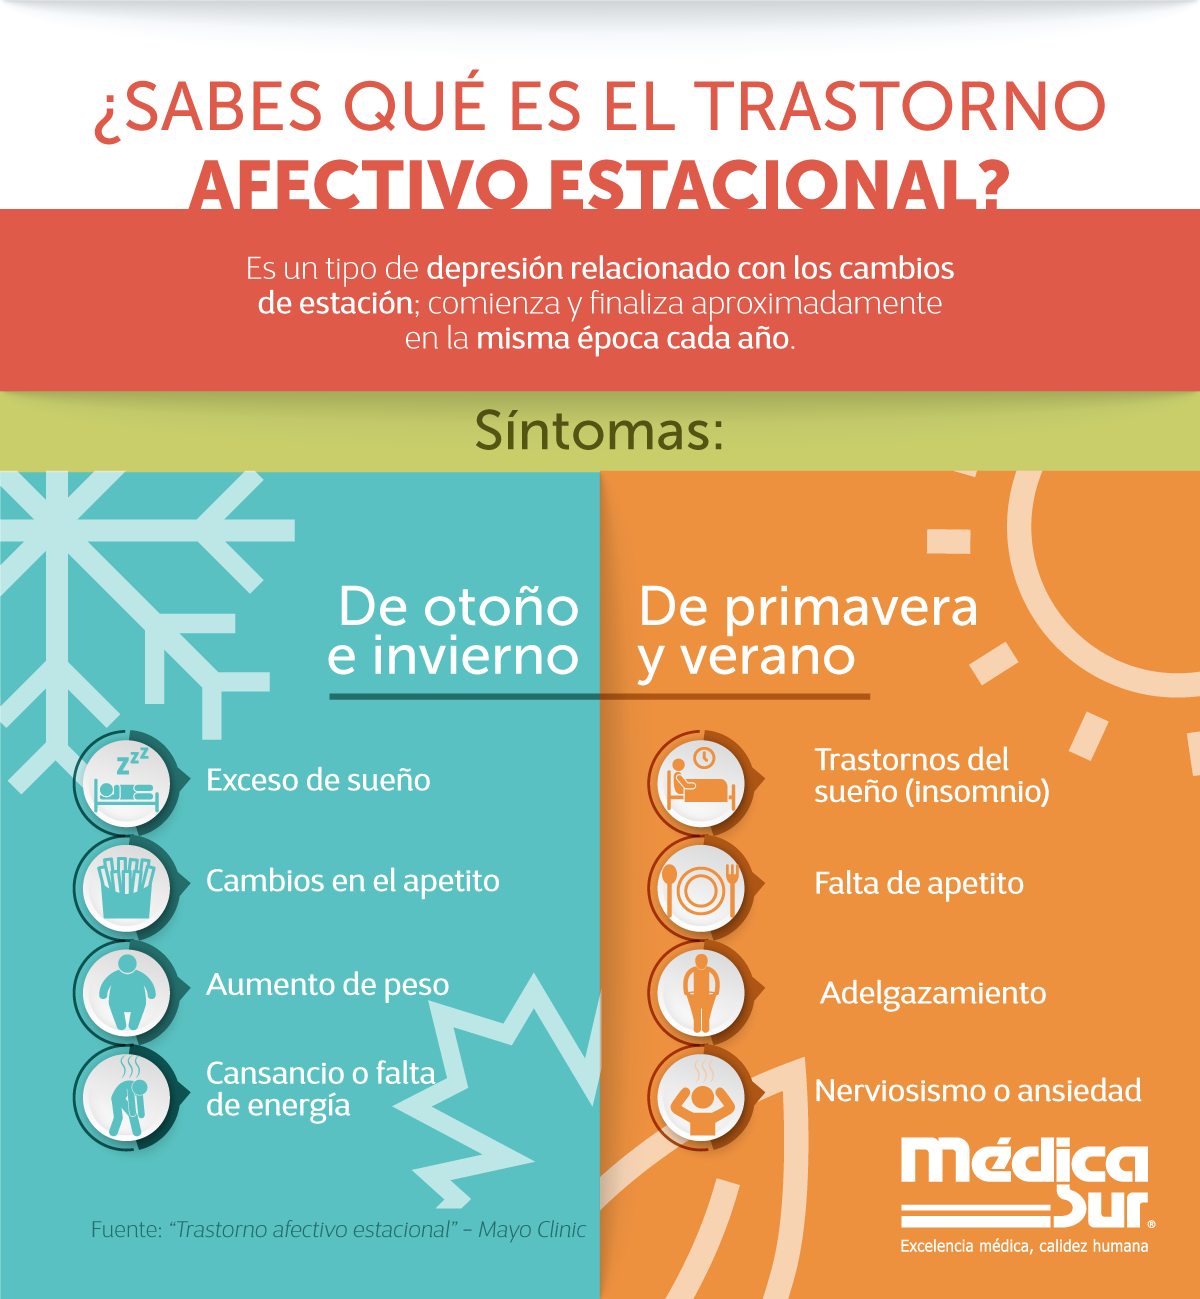 ¿SABES QUÉ ES EL TRASTORNO
AFECTIVO ESTACIONAL?
Es un tipo de depresión relacionado con los cambios
de estación; comienza y finaliza aproximadamente
en la misma época cada año.
Síntomas:
De otoño
e invierno
zzz
Exceso de sueño
Cambios en el apetito
Aumento de peso
Cansancio o falta
de energía
Fuente: “Trastorno afectivo estacional” – Mayo Clinic
De primavera
y verano
Trastornos del
sueño (insomnio)
Falta de apetito
Adelgazamiento
Nerviosismo o ansiedad
médica
sur®
Excelencia médica, calidez humana